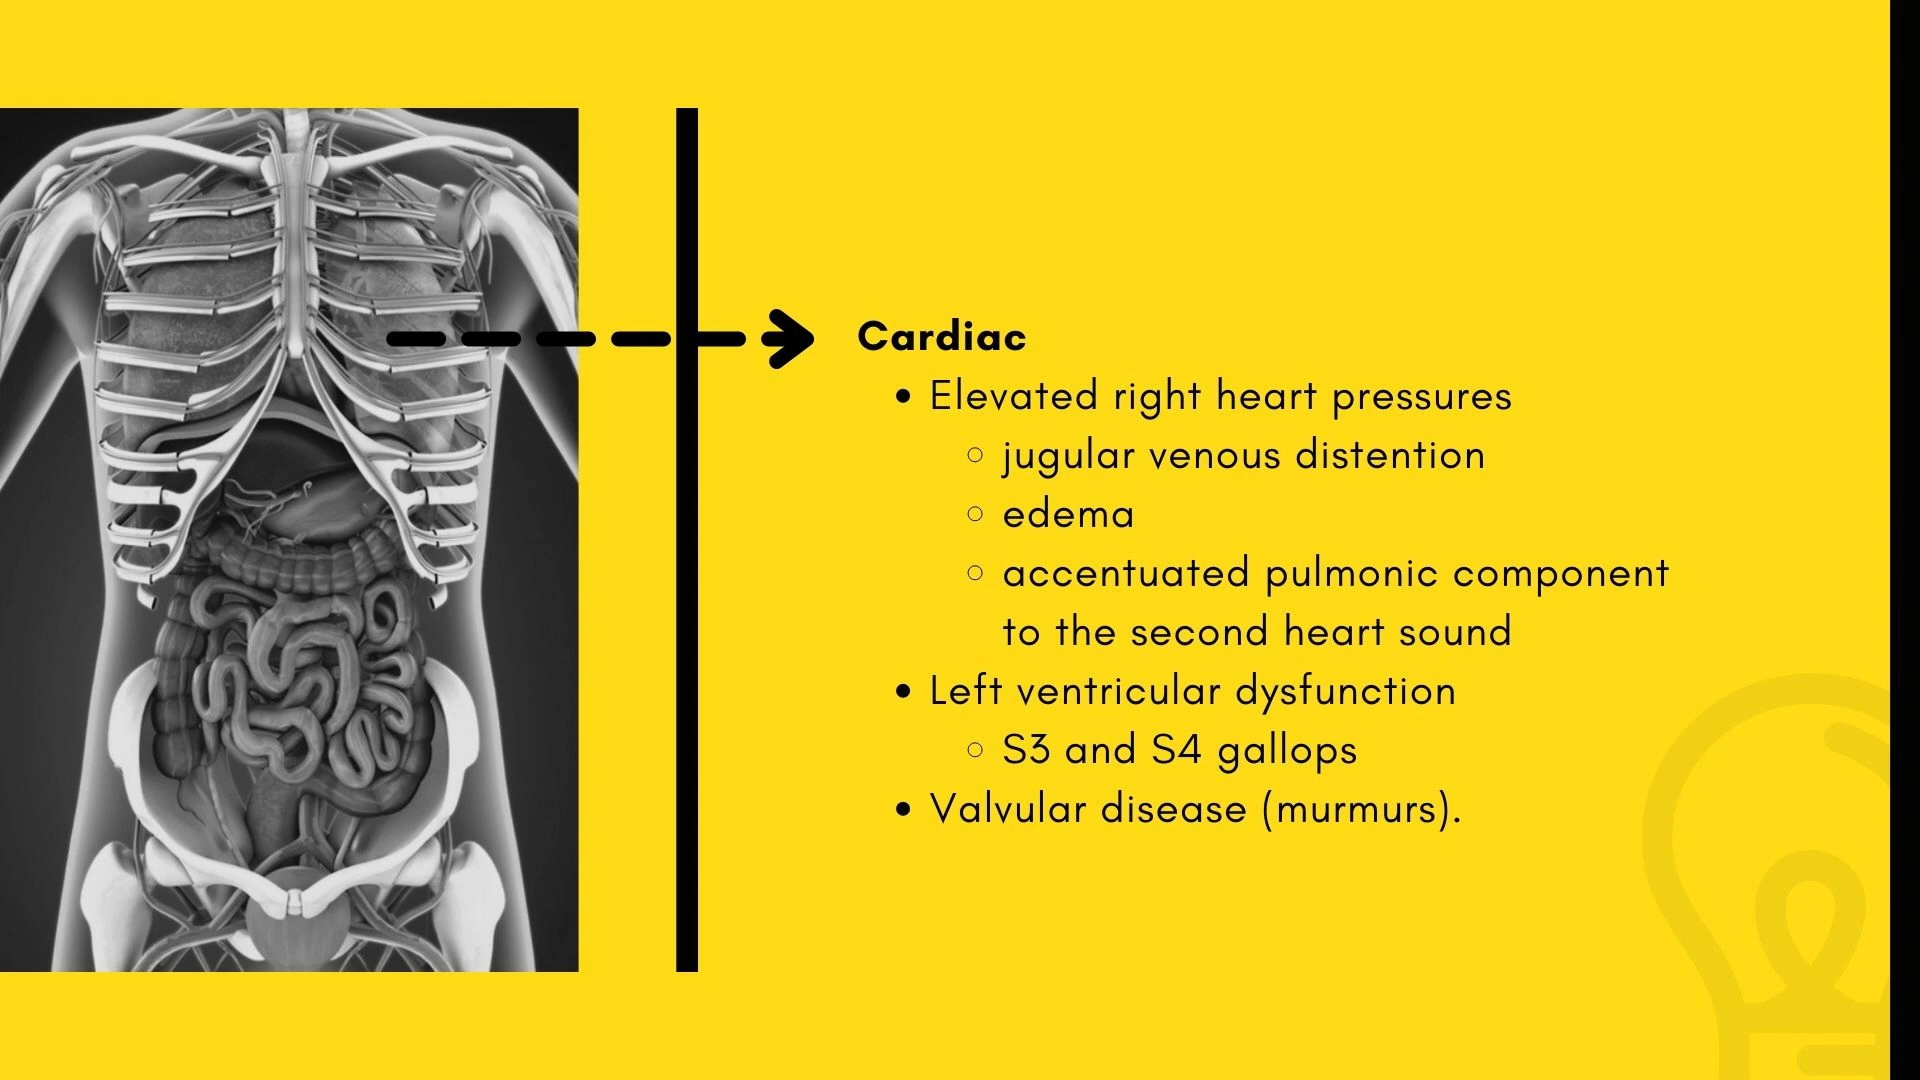 Cardiac
• Elevated right heart pressures
○ jugular venous distention
○ edema
○ accentuated pulmonic component
to the second heart sound
• Left ventricular dysfunction
○ S3 and S4 gallops
• Valvular disease (murmurs).